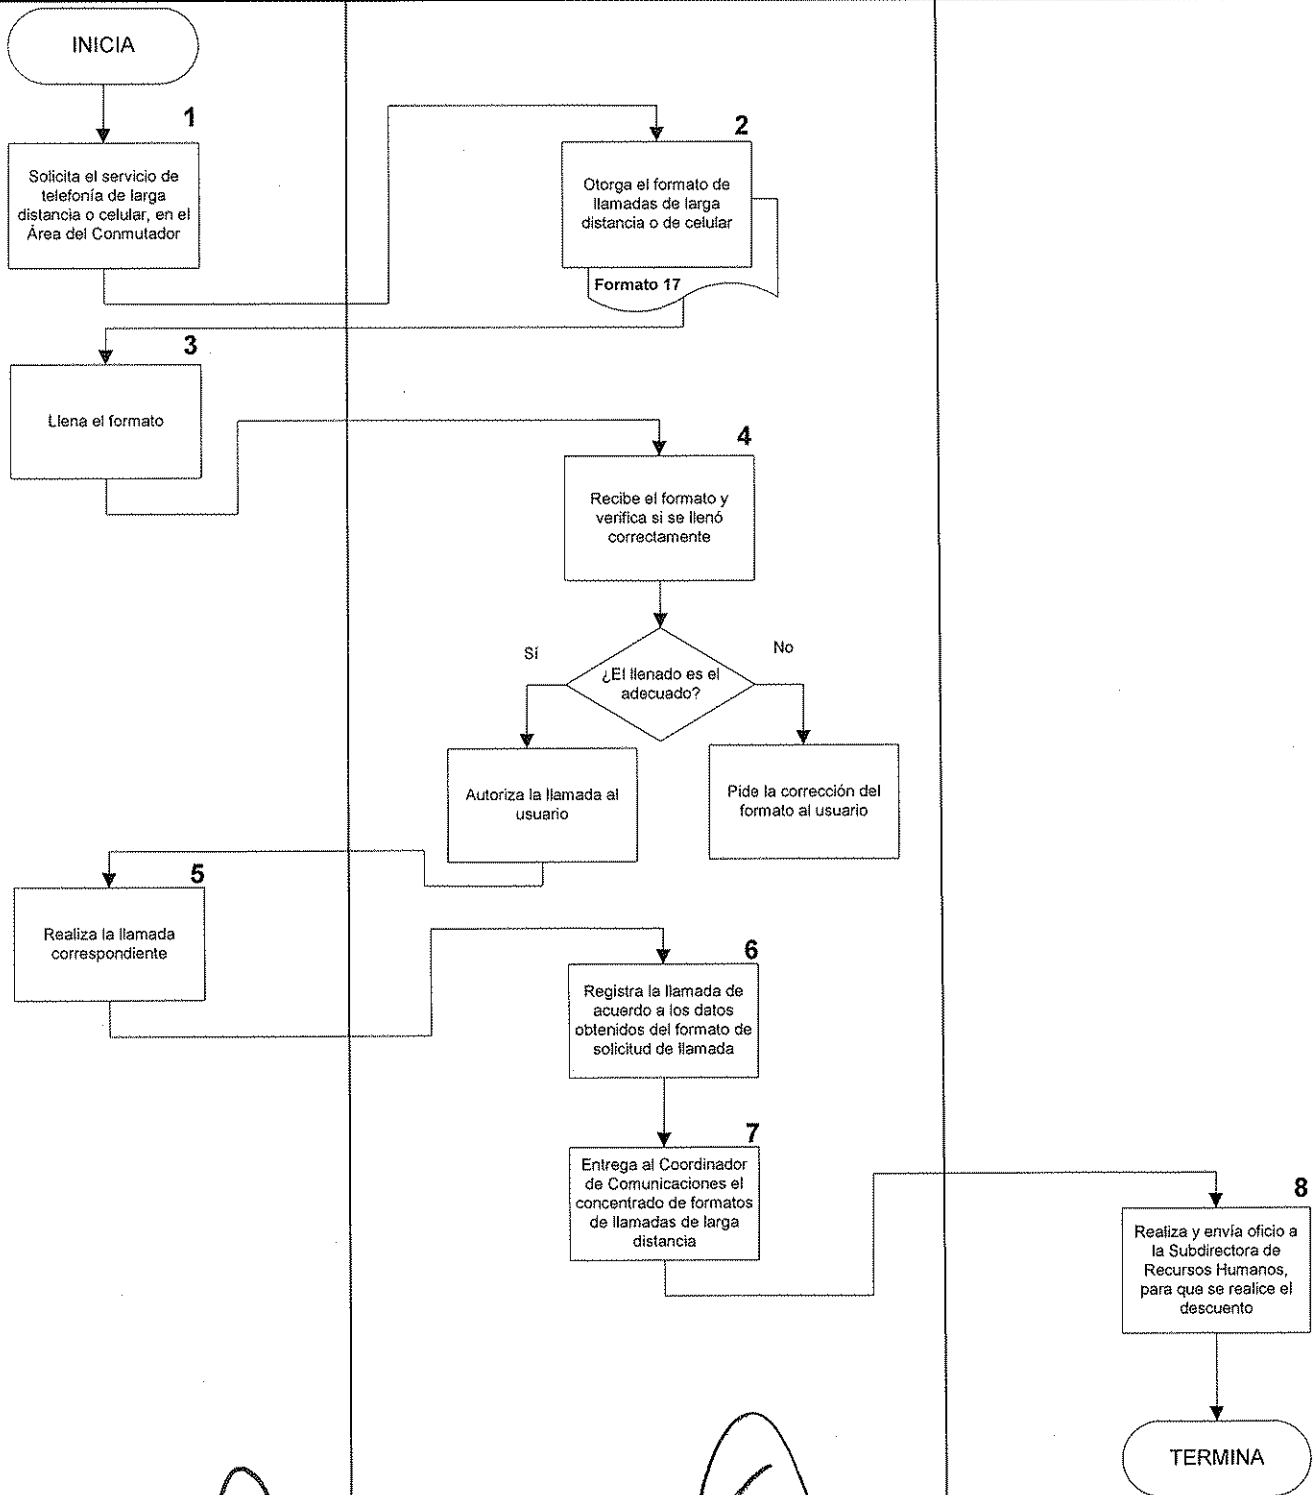 INICIA
1
Solicita el servicio de
telefonía de larga
distancia o celular, en el
Área del Conmutador
2
Otorga el formato de
llamadas de larga
distancia o de celular
Formato 17
3
Llena el formato
4
Recibe el formato y
verifica si se llenó
correctamente
¿El llenado es el
adecuado?
Sí
No
Autoriza la llamada al
usuario
Pide la corrección del
formato al usuario
5
Realiza la llamada
correspondiente
6
Registra la llamada de
acuerdo a los datos
obtenidos del formato de
solicitud de llamada
7
Entrega al Coordinador
de Comunicaciones el
concentrado de formatos
de llamadas de larga
distancia
8
Realiza y envía oficio a
la Subdirectora de
Recursos Humanos,
para que se realice el
descuento
TERMINA